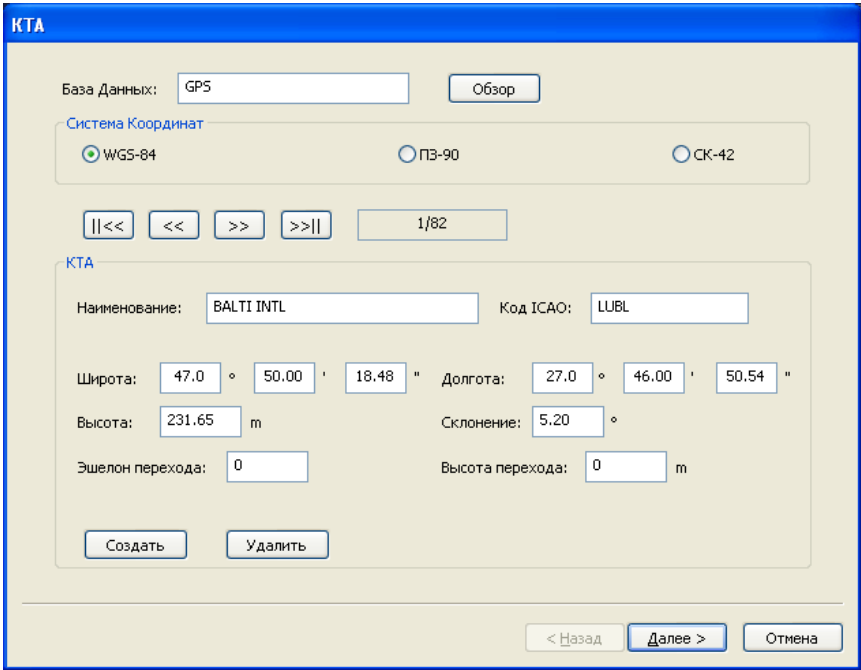 КТА
База Данных: GPS Обзор
Система Координат
WGS-84 ПЗ-90 СК-42
||<< << >> >>|| 1/82
КТА
Наименование: BALTI INTL Код ICAO: LUBL
Широта: 47.0 ° 50.00 ' 18.48 " Долгота: 27.0 ° 46.00 ' 50.54 "
Высота: 231.65 m Склонение: 5.20 °
Эшелон перехода: 0 Высота перехода: 0 m
Создать Удалить
< Назад Далее > Отмена